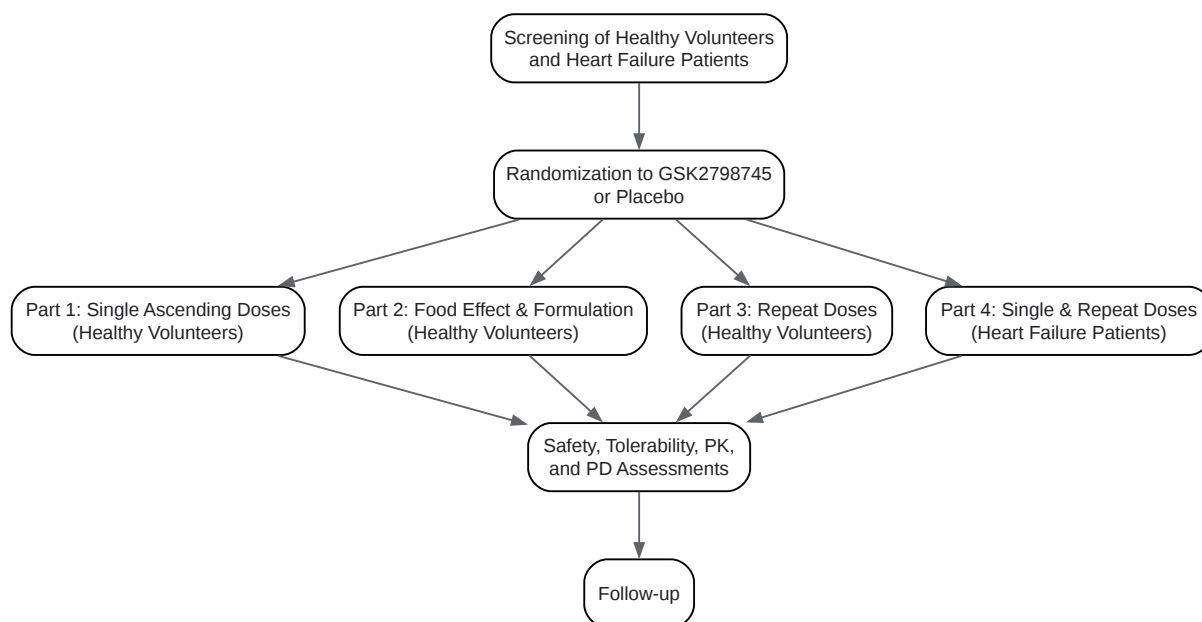 Screening of Healthy Volunteers
and Heart Failure Patients
Randomization to GSK2798745
or Placebo
Part 1: Single Ascending Doses
(Healthy Volunteers)
Part 2: Food Effect & Formulation
(Healthy Volunteers)
Part 3: Repeat Doses
(Healthy Volunteers)
Part 4: Single & Repeat Doses
(Heart Failure Patients)
Safety, Tolerability, PK,
and PD Assessments
Follow-up